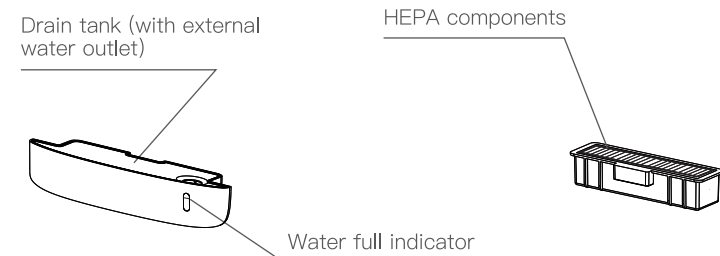 Drain tank (with external
water outlet)
HEPA components
Water full indicator